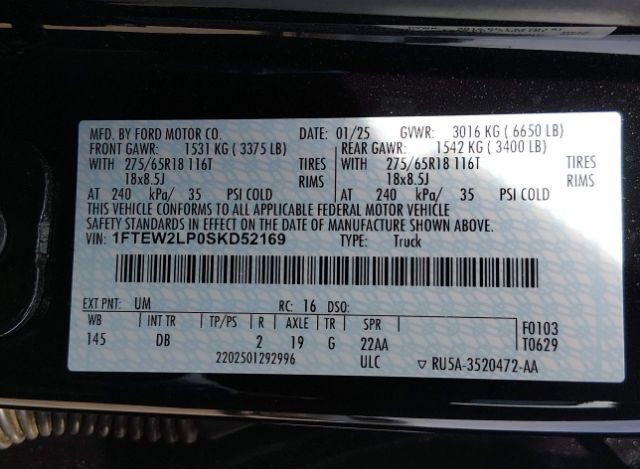 MFD. BY FORD MOTOR CO. DATE: 01/25 GVWR: 3016 KG ( 6650 LB)
FRONT GAWR: 1531 KG ( 3375 LB) REAR GAWR: 1542 KG ( 3400 LB)
WITH 275/65R18 116T TIRES WITH 275/65R18 116T TIRES
18x8.5J RIMS 18x8.5J RIMS
AT 240 kPa/ 35 PSI COLD AT 240 kPa/ 35 PSI COLD
THIS VEHICLE CONFORMS TO ALL APPLICABLE FEDERAL MOTOR VEHICLE
SAFETY STANDARDS IN EFFECT ON THE DATE OF MANUFACTURE SHOWN ABOVE.
VIN: 1FTEW2LP0SKD52169 TYPE: Truck
EXT PNT: UM RC: 16 DSO:
WB INT TR TP/PS R AXLE TR SPR F0103
145 DB 2 19 G 22AA T0629
2202501292996 ULC ▽ RU5A-3520472-AA